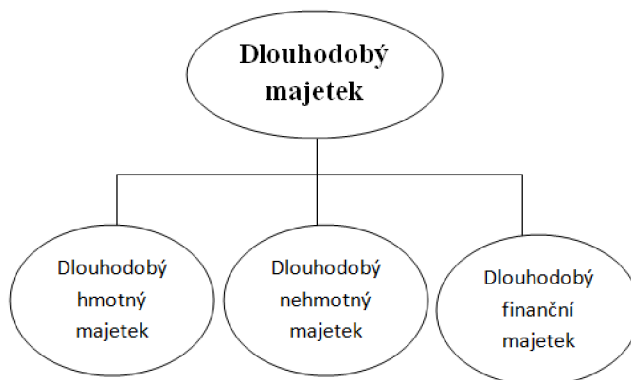 Dlouhodobý
majetek
Dlouhodobý
hmotný
majetek
Dlouhodobý
nehmotný
majetek
Dlouhodobý
finanční
majetek